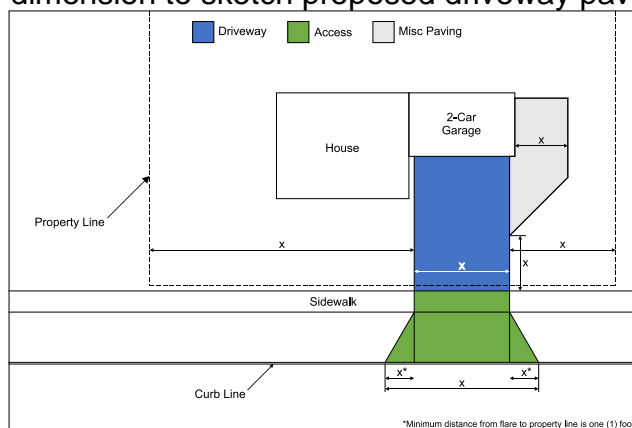 dimension to sketch proposed driveway pav
Driveway
Access
Misc Paving
2-Car
Garage
House
x
Property Line
x
x
x
x
Sidewalk
x*
x*
x
Curb Line
*Minimum distance from flare to property line is one (1) foo